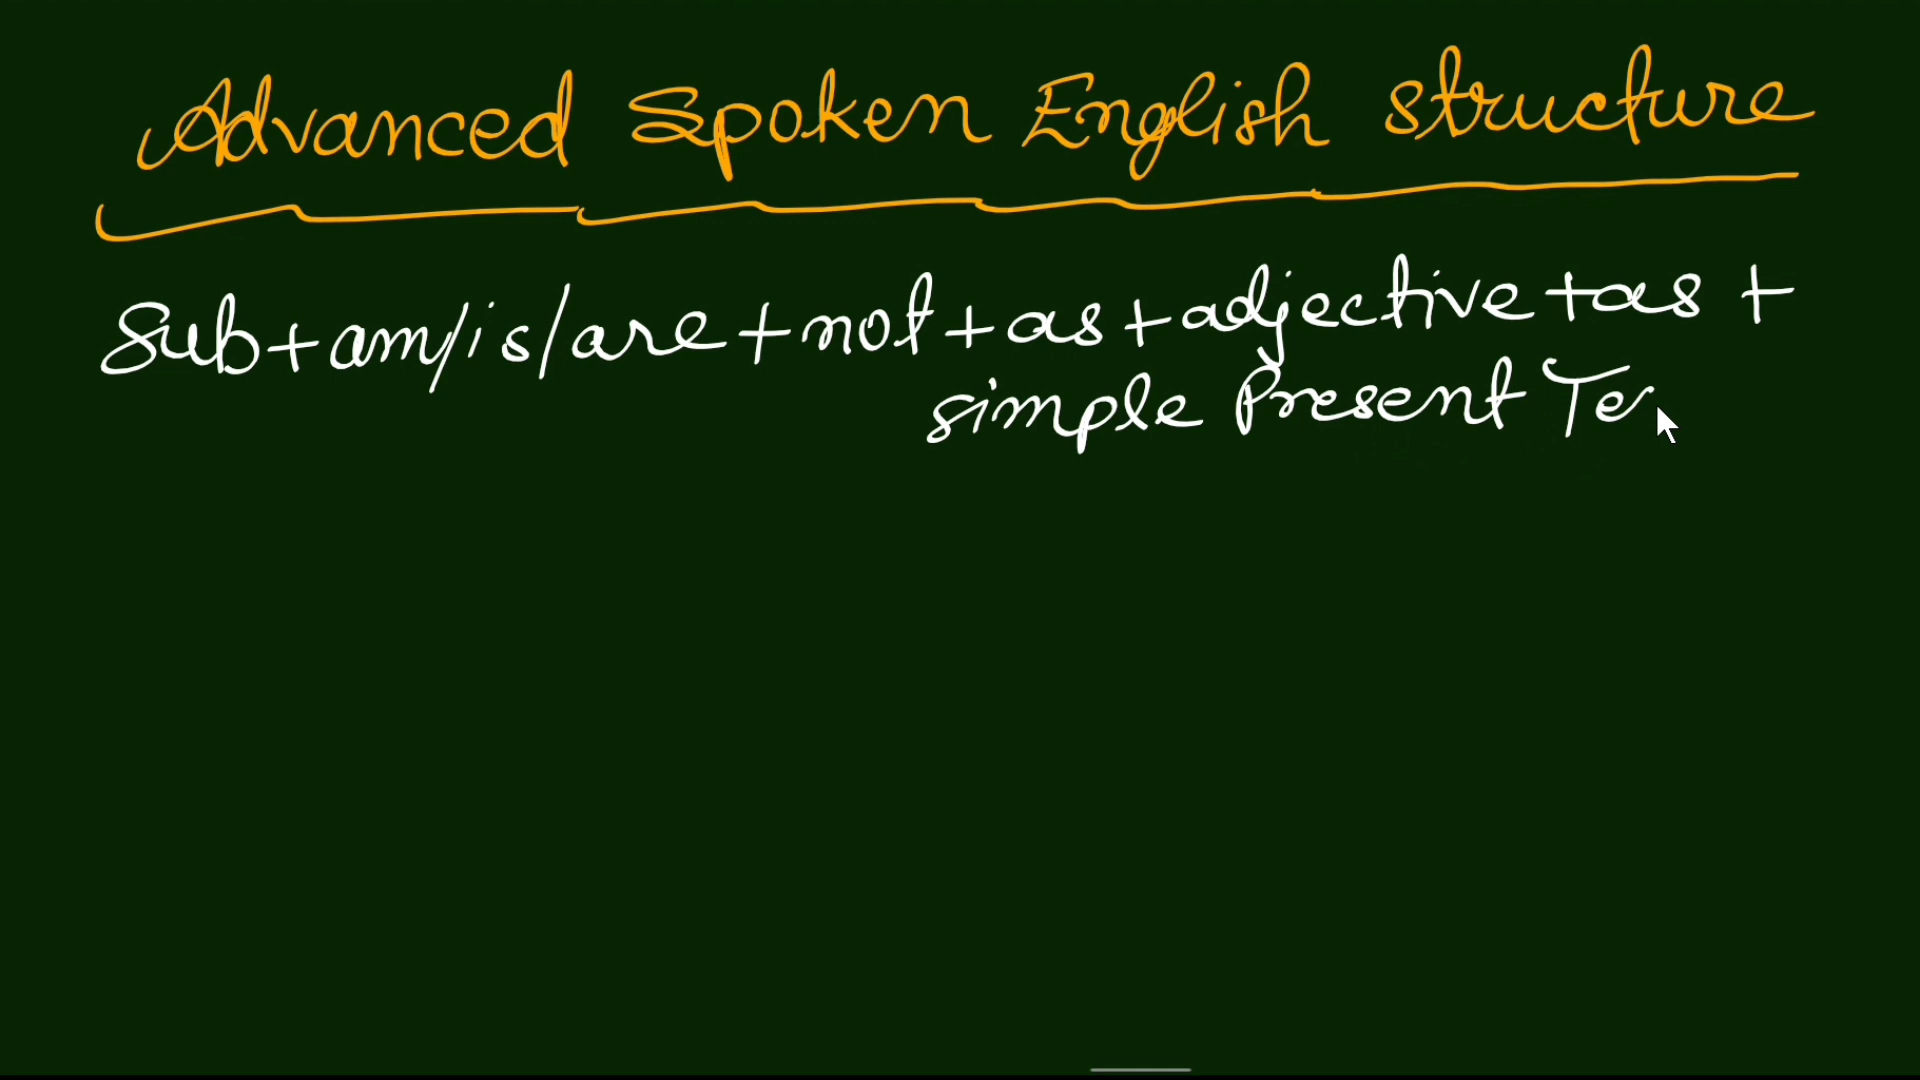 Advanced Spoken English structure
Sub+am/is/are+not+as+adjective+as+
simple Present Te